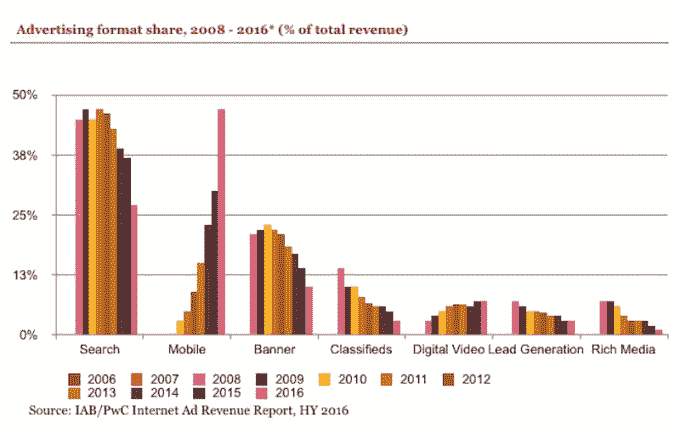 Advertising format share, 2008 - 2016* (% of total revenue)
50%
38%
25%
13%
0%
Search Mobile Banner Classifieds Digital Video Lead Generation Rich Media
2006 2007 2008 2009 2010 2011 2012
2013 2014 2015 2016
Source: IAB/PwC Internet Ad Revenue Report, HY 2016